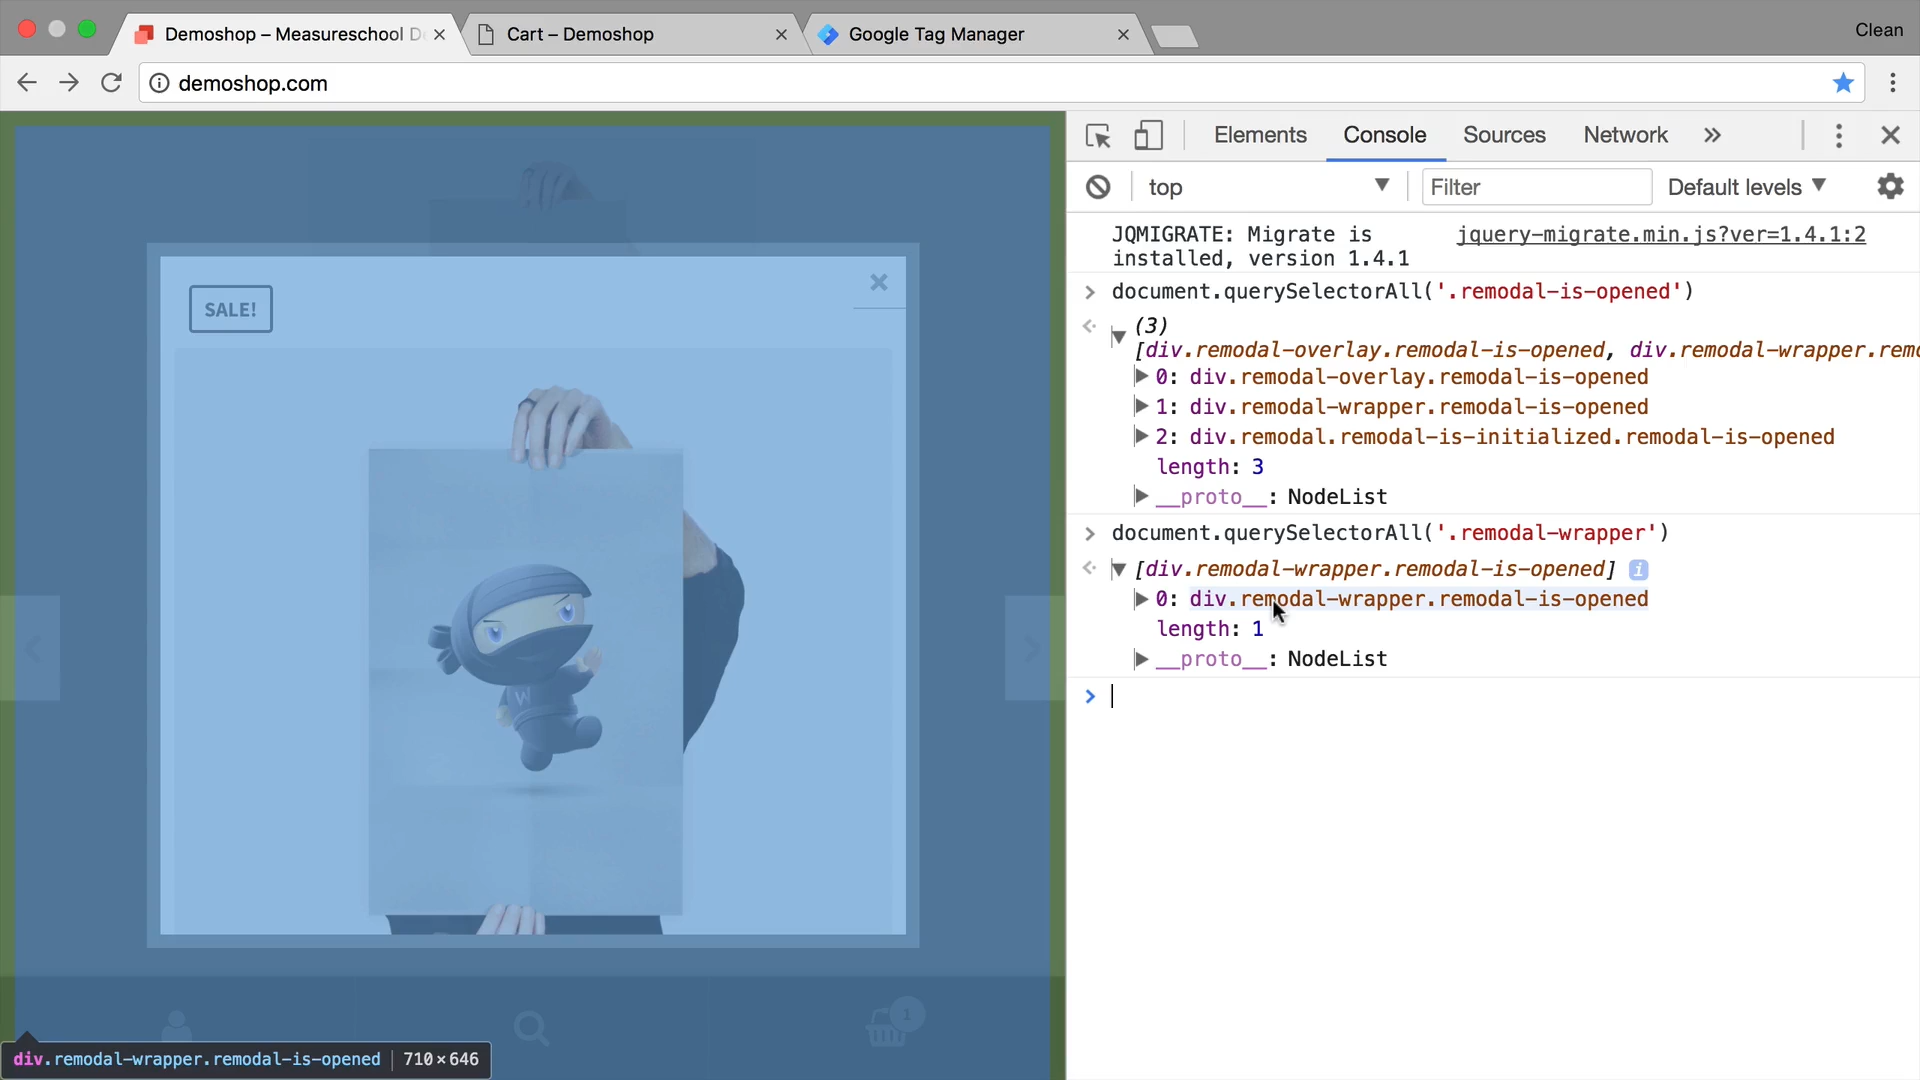 Demoshop – Measureschool D
Cart – Demoshop
Google Tag Manager
Clean
demoshop.com
Elements
Console
Sources
Network
top
Filter
Default levels
JQMIGRATE: Migrate is
installed, version 1.4.1
jquery-migrate.min.js?ver=1.4.1:2
document.querySelectorAll('.remodal-is-opened')
(3)
[div.remodal-overlay.remodal-is-opened, div.remodal-wrapper.remo
0: div.remodal-overlay.remodal-is-opened
1: div.remodal-wrapper.remodal-is-opened
2: div.remodal.remodal-is-initialized.remodal-is-opened
length: 3
__proto__: NodeList
document.querySelectorAll('.remodal-wrapper')
[div.remodal-wrapper.remodal-is-opened] i
0: div.remodal-wrapper.remodal-is-opened
length: 1
__proto__: NodeList
SALE!
W
1
div.remodal-wrapper.remodal-is-opened | 710×646